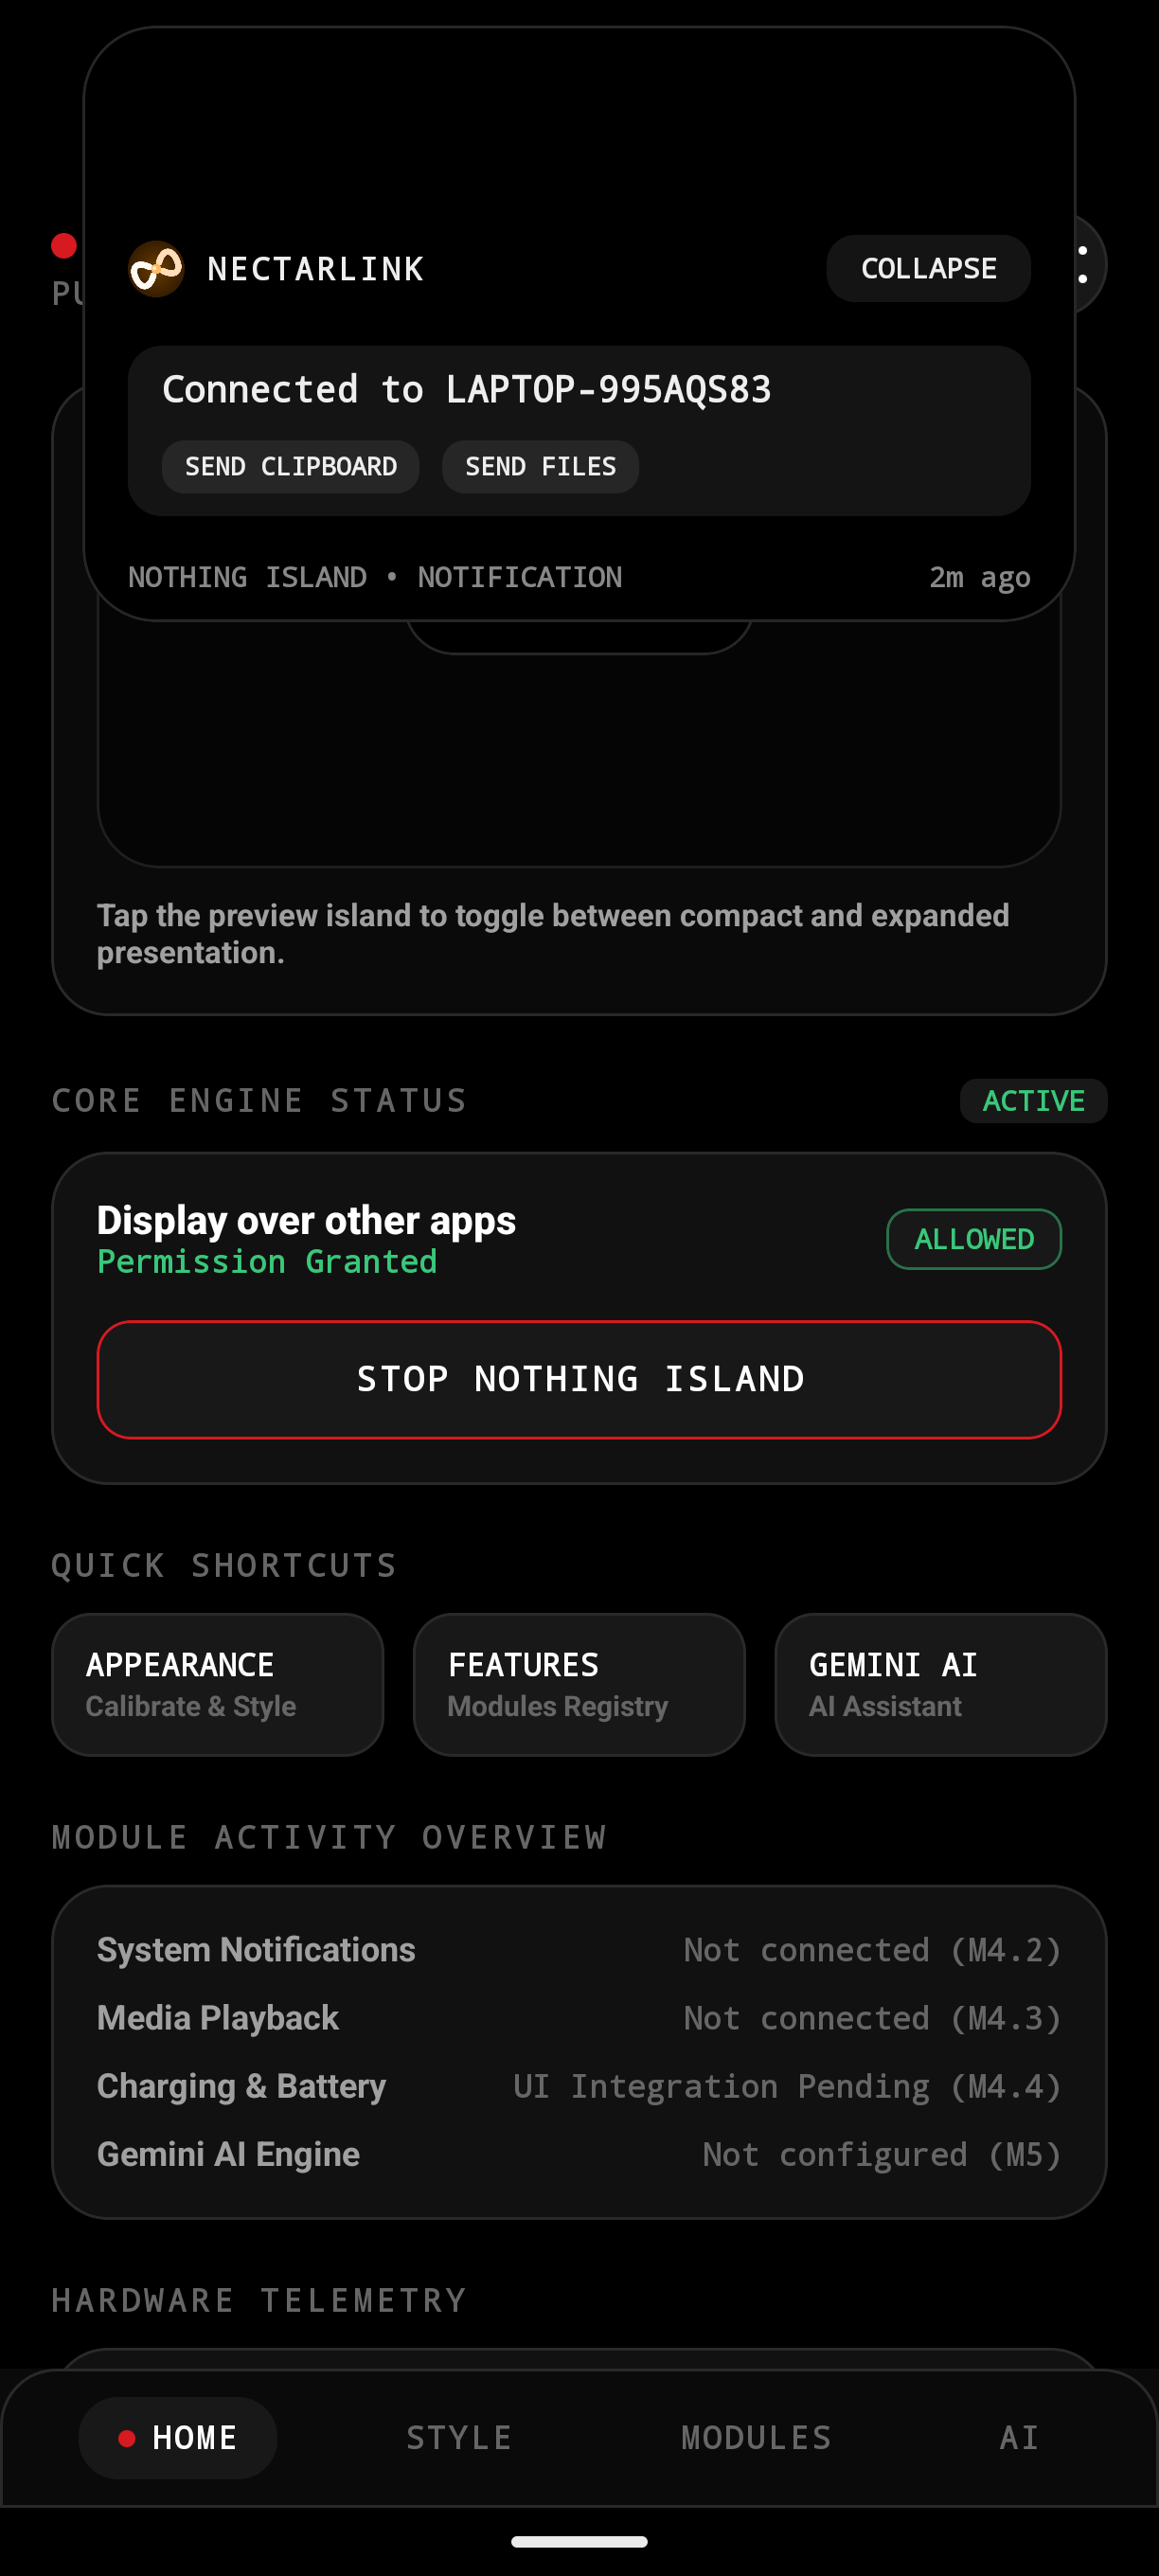 NECTARLINK
COLLAPSE
PU
Connected to LAPTOP-995AQS83
SEND CLIPBOARD
SEND FILES
NOTHING ISLAND • NOTIFICATION
2m ago
Tap the preview island to toggle between compact and expanded
presentation.
CORE ENGINE STATUS
ACTIVE
Display over other apps
Permission Granted
ALLOWED
STOP NOTHING ISLAND
QUICK SHORTCUTS
APPEARANCE
Calibrate & Style
FEATURES
Modules Registry
GEMINI AI
AI Assistant
MODULE ACTIVITY OVERVIEW
System Notifications
Not connected (M4.2)
Media Playback
Not connected (M4.3)
Charging & Battery
UI Integration Pending (M4.4)
Gemini AI Engine
Not configured (M5)
HARDWARE TELEMETRY
HOME
STYLE
MODULES
AI